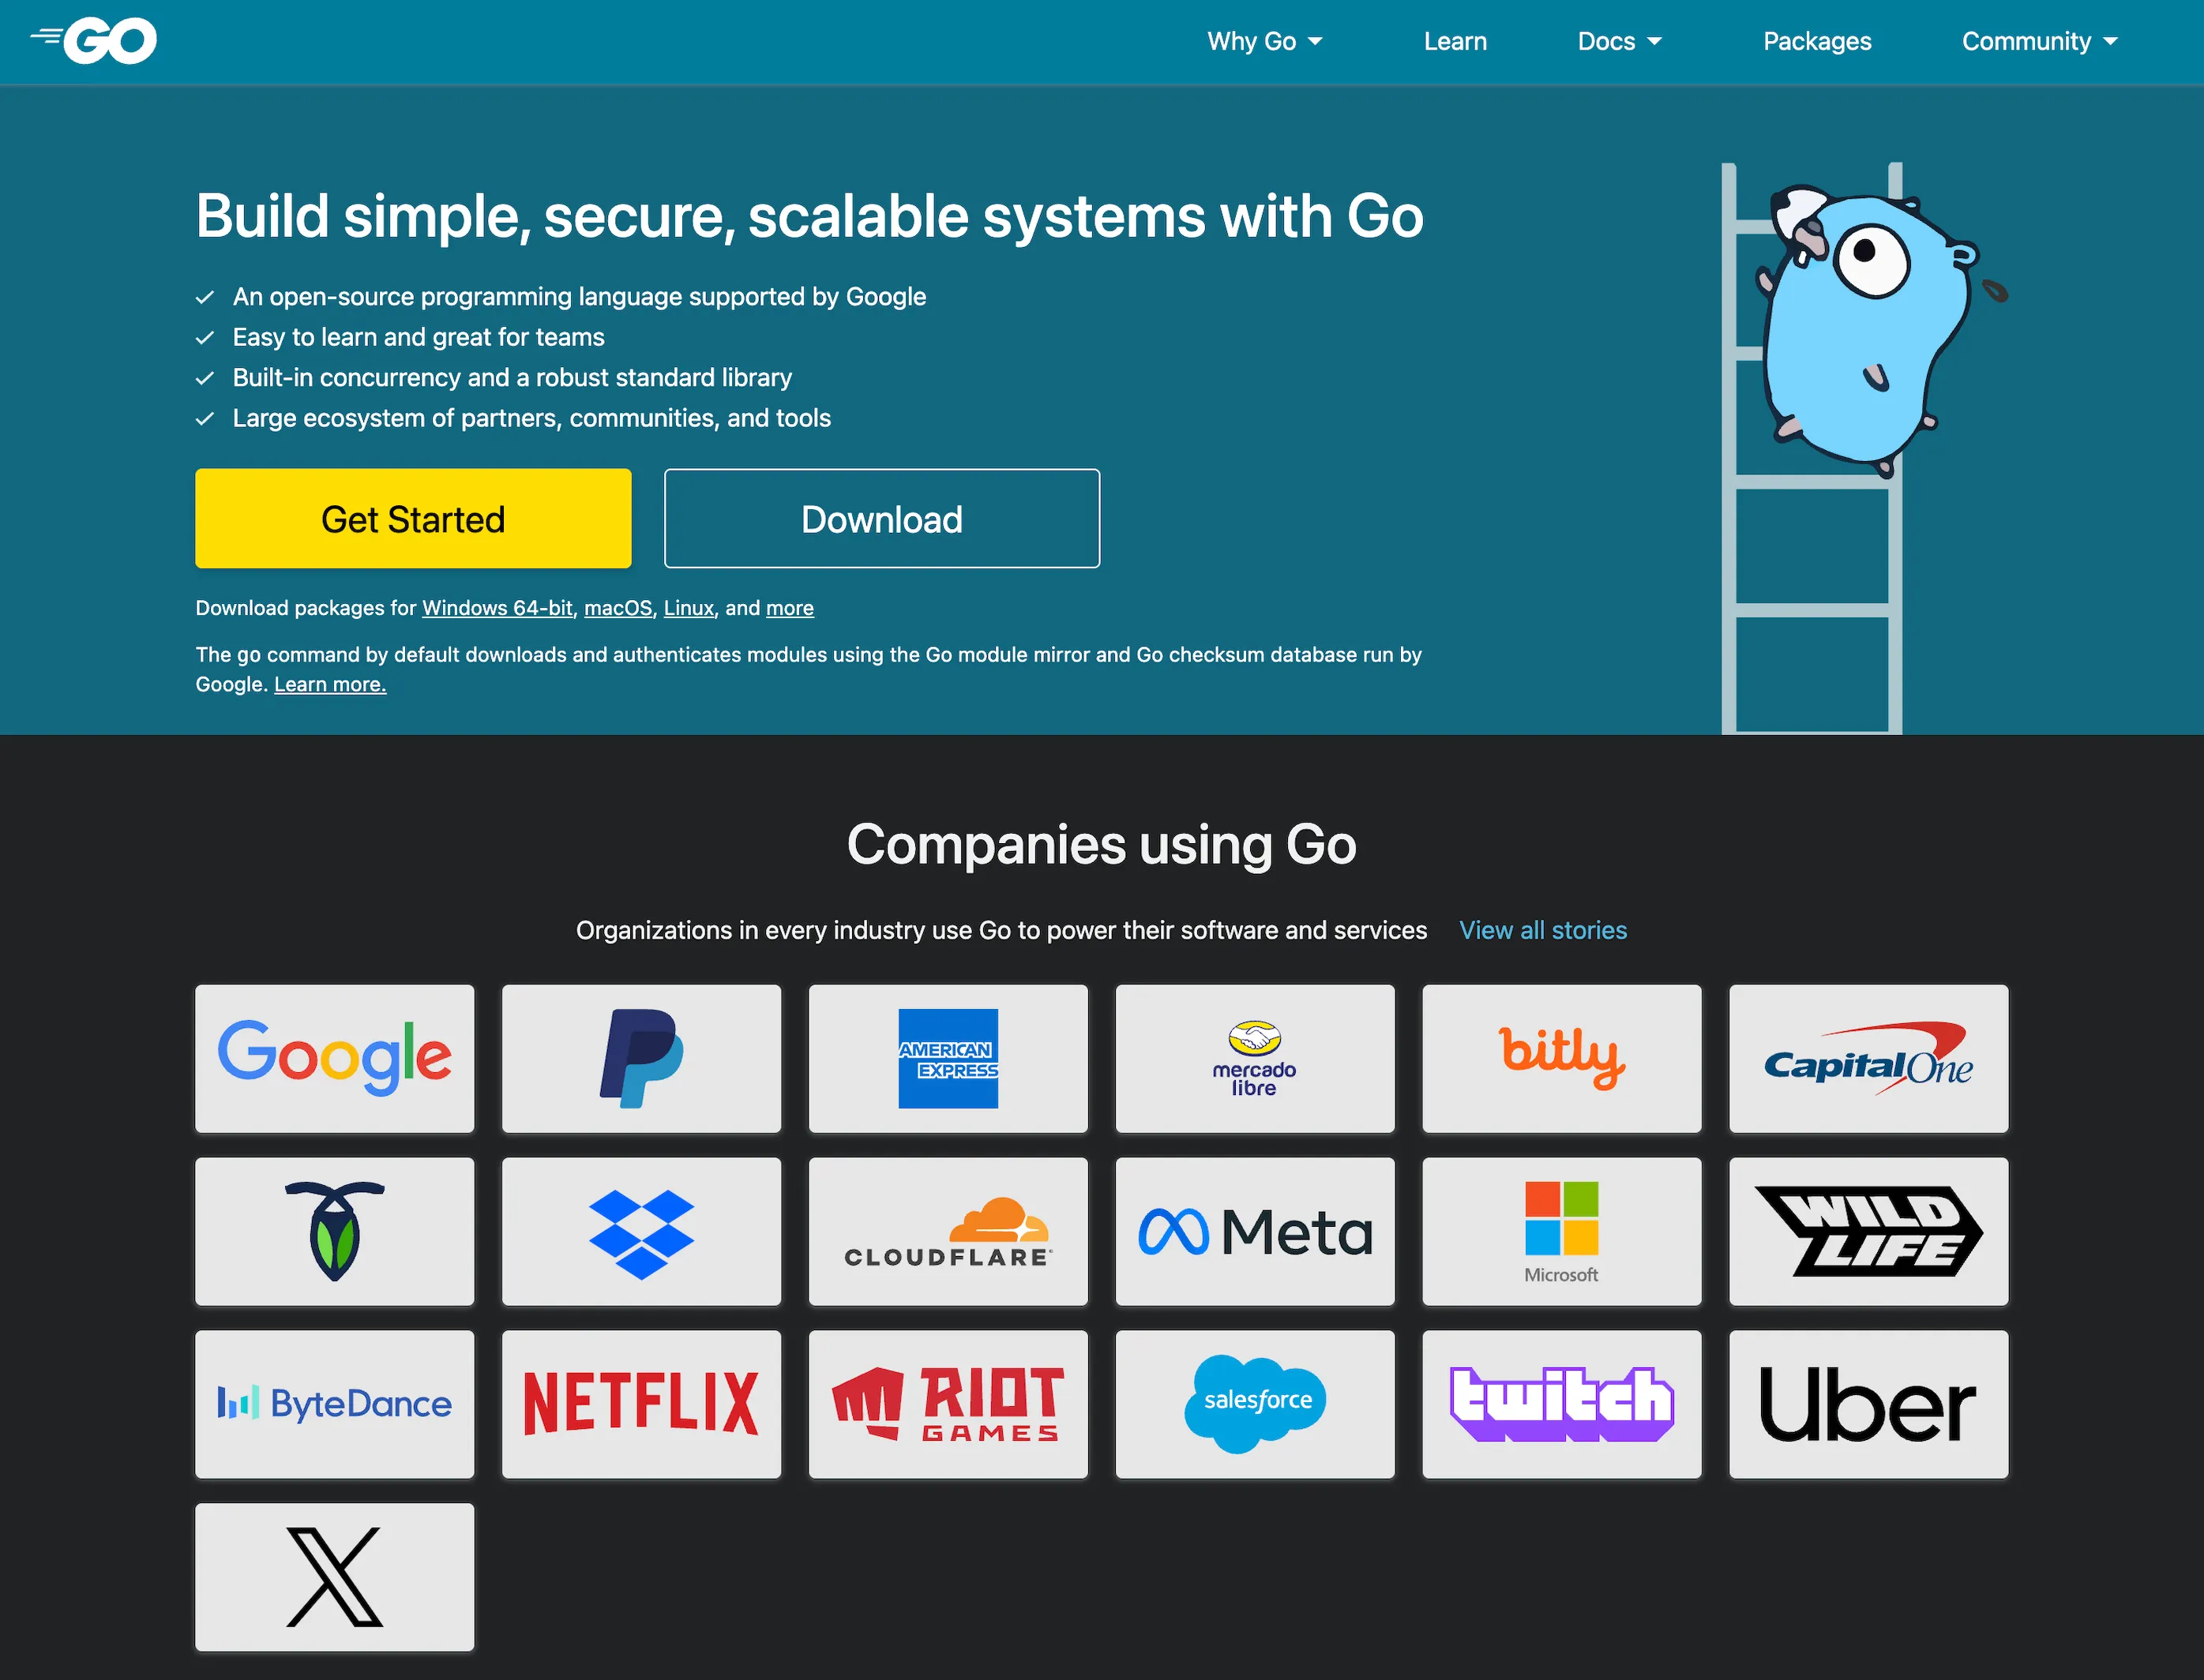 GO
Why Go
Learn
Docs
Packages
Community
Build simple, secure, scalable systems with Go
An open-source programming language supported by Google
Easy to learn and great for teams
Built-in concurrency and a robust standard library
Large ecosystem of partners, communities, and tools
Get Started
Download
Download packages for Windows 64-bit, macOS, Linux, and more
The go command by default downloads and authenticates modules using the Go module mirror and Go checksum database run by
Google. Learn more.
Companies using Go
Organizations in every industry use Go to power their software and services View all stories
Google
AMERICAN
EXPRESS
mercado
libre
bitly
CapitalOne
CLOUDFLARE
Meta
Microsoft
WILD
LIFE
ByteDance
NETFLIX
RIOT
GAMES
salesforce
twitch
Uber
X